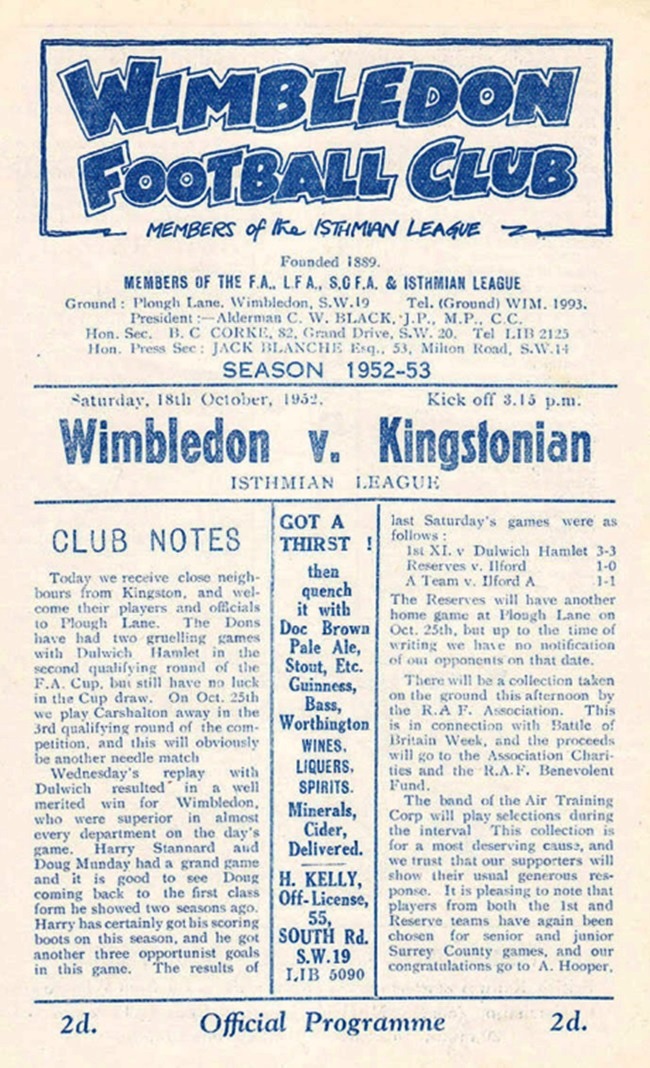 WIMBLEDON
FOOTBALL CLUB
MEMBERS of the ISTHMIAN LEAGUE
Founded 1889.
MEMBERS OF THE F.A., L.F.A., S.C.F.A. & ISTHMIAN LEAGUE
Ground : Plough Lane, Wimbledon, S.W.19 Tel. (Ground) WIM. 1993.
President :—Alderman C. W. BLACK, J.P., M.P., C.C.
Hon. Sec. B. C CORKE, 82, Grand Drive, S.W. 20. Tel LIB 2125
Hon. Press Sec : JACK BLANCHE Esq., 53, Milton Road, S.W.14
SEASON 1952-53
Saturday, 18th October, 1952. Kick off 3.15 p.m.
Wimbledon v. Kingstonian
ISTHMIAN LEAGUE
CLUB NOTES
Today we receive close neigh-
bours from Kingston, and wel-
come their players and officials
to Plough Lane. The Dons
have had two gruelling games
with Dulwich Hamlet in the
second qualifying round of the
F.A. Cup, but still have no luck
in the Cup draw. On Oct. 25th
we play Carshalton away in the
3rd qualifying round of the com-
petition, and this will obviously
be another needle match
Wednesday's replay with
Dulwich resulted in a well
merited win for Wimbledon,
who were superior in almost
every department on the day's
game. Harry Stannard and
Doug Munday had a grand game
and it is good to see Doug
coming back to the first class
form he showed two seasons ago.
Harry has certainly got his scoring
boots on this season, and he got
another three opportunist goals
in this game. The results of
GOT A
THIRST !
then
quench
it with
Doc Brown
Pale Ale,
Stout, Etc.
Guinness,
Bass,
Worthington
WINES,
LIQUERS,
SPIRITS.
Minerals,
Cider,
Delivered.
H. KELLY,
Off-License,
55,
SOUTH Rd.
S.W.19
LIB 5090
last Saturday's games were as
follows :
1st XI. v Dulwich Hamlet 3-3
Reserves v. Ilford 1-0
A Team v. Ilford A 1-1
The Reserves will have another
home game at Plough Lane on
Oct. 25th, but up to the time of
writing we have no notification
of our opponents on that date.
There will be a collection taken
on the ground this afternoon by
the R.A F. Association. This
is in connection with Battle of
Britain Week, and the proceeds
will go to the Association Chari-
ties and the R.A.F. Benevolent
Fund.
The band of the Air Training
Corp will play selections during
the interval This collection is
for a most deserving cause, and
we trust that our supporters will
show their usual generous res-
ponse. It is pleasing to note that
players from both the 1st and
Reserve teams have again been
chosen for senior and junior
Surrey County games, and our
congratulations go to A. Hooper,
2d. Official Programme 2d.